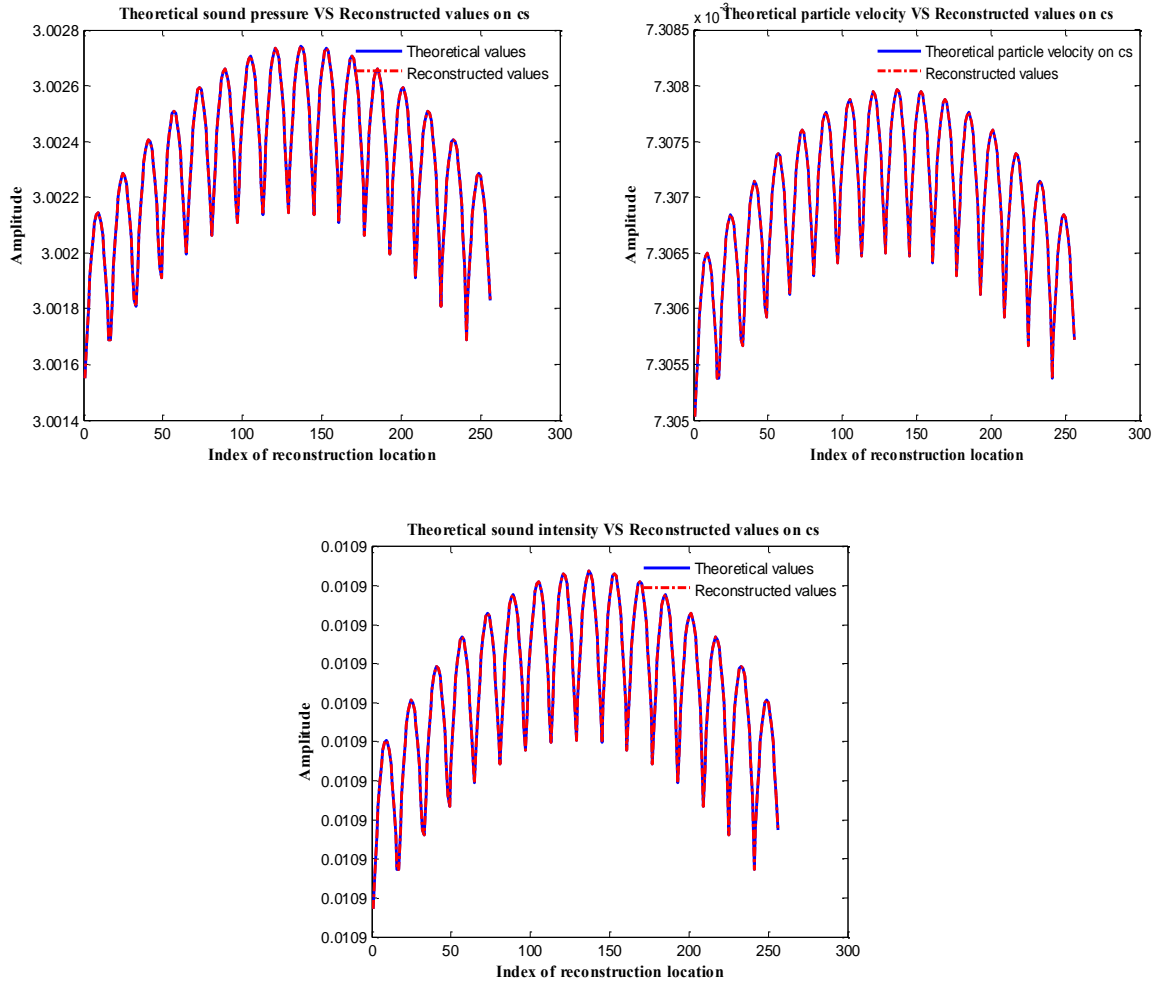 Theoretical sound pressure VS Reconstructed values on cs
3.0028
3.0026
3.0024
3.0022
3.002
3.0018
3.0016
3.0014
Amplitude
Theoretical values
Reconstructed values
0 50 100 150 200 250 300
Index of reconstruction location
x 10⁻³
Theoretical particle velocity VS Reconstructed values on cs
7.3085
7.308
7.3075
7.307
7.3065
7.306
7.3055
7.305
Amplitude
Theoretical particle velocity on cs
Reconstructed values
0 50 100 150 200 250 300
Index of reconstruction location
Theoretical sound intensity VS Reconstructed values on cs
0.0109
0.0109
0.0109
0.0109
0.0109
0.0109
0.0109
0.0109
0.0109
0.0109
0.0109
Amplitude
Theoretical values
Reconstructed values
0 50 100 150 200 250 300
Index of reconstruction location